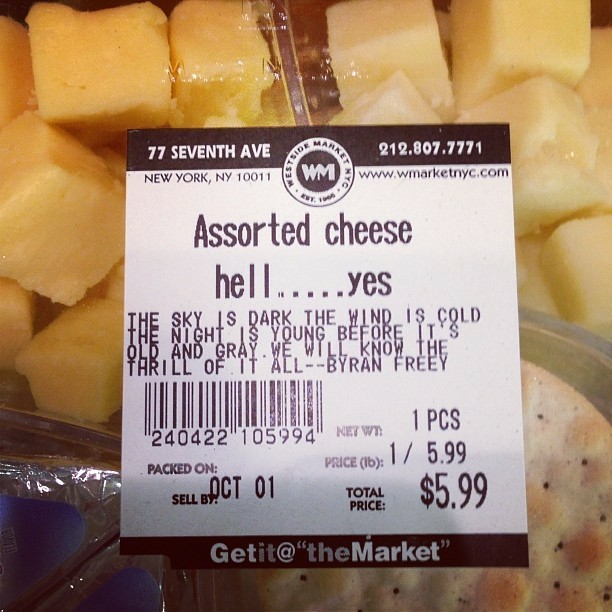 77 SEVENTH AVE 212.807.7771
NEW YORK, NY 10011 www.wmarketnyc.com
WESTSIDE MARKET NYC
WM
EST. 1965
Assorted cheese
hell......yes
THE SKY IS DARK THE WIND IS COLD
THE NIGHT IS YOUNG BEFORE IT'S
OLD AND GRAY WE WILL KNOW THE
THRILL OF IT ALL--BYRAN FREEY
240422 105994
NET WT: 1 PCS
PRICE (lb): 1/ 5.99
PACKED ON:
SELL BY: OCT 01
TOTAL PRICE: $5.99
Getit@"theMarket"